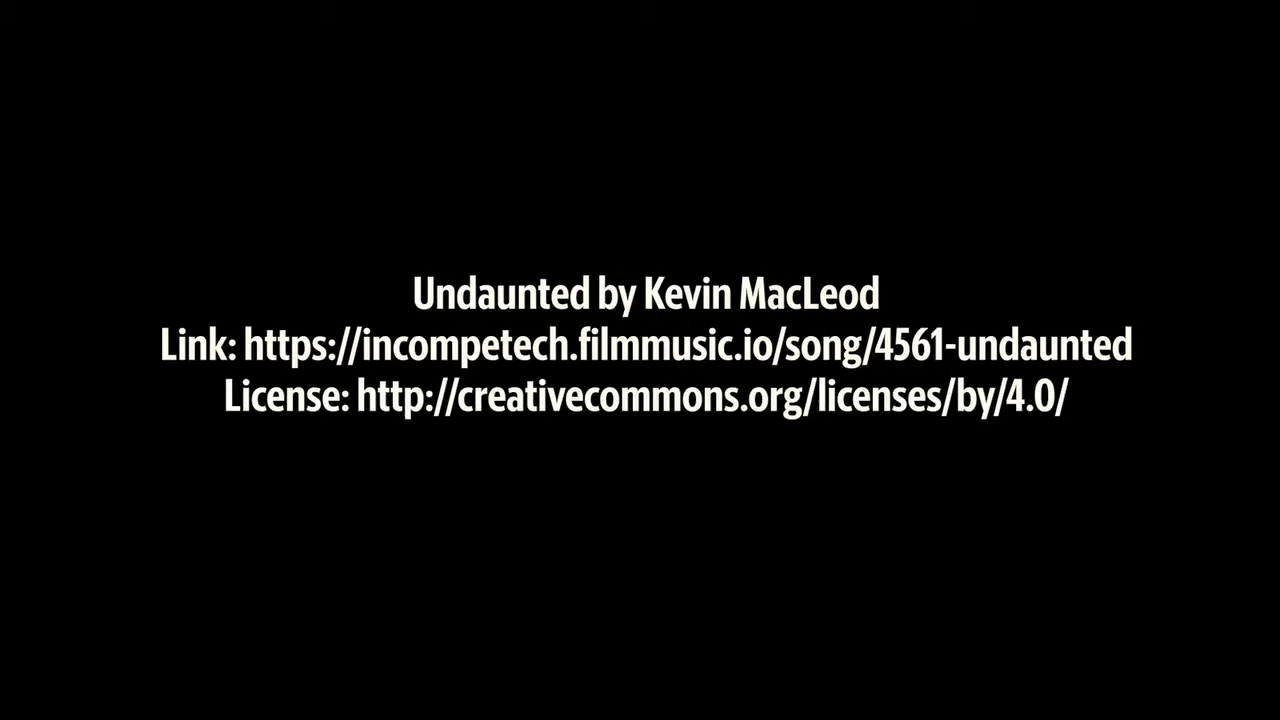 Undaunted by Kevin MacLeod
Link: https://incompetech.filmmusic.io/song/4561-undaunted
License: http://creativecommons.org/licenses/by/4.0/